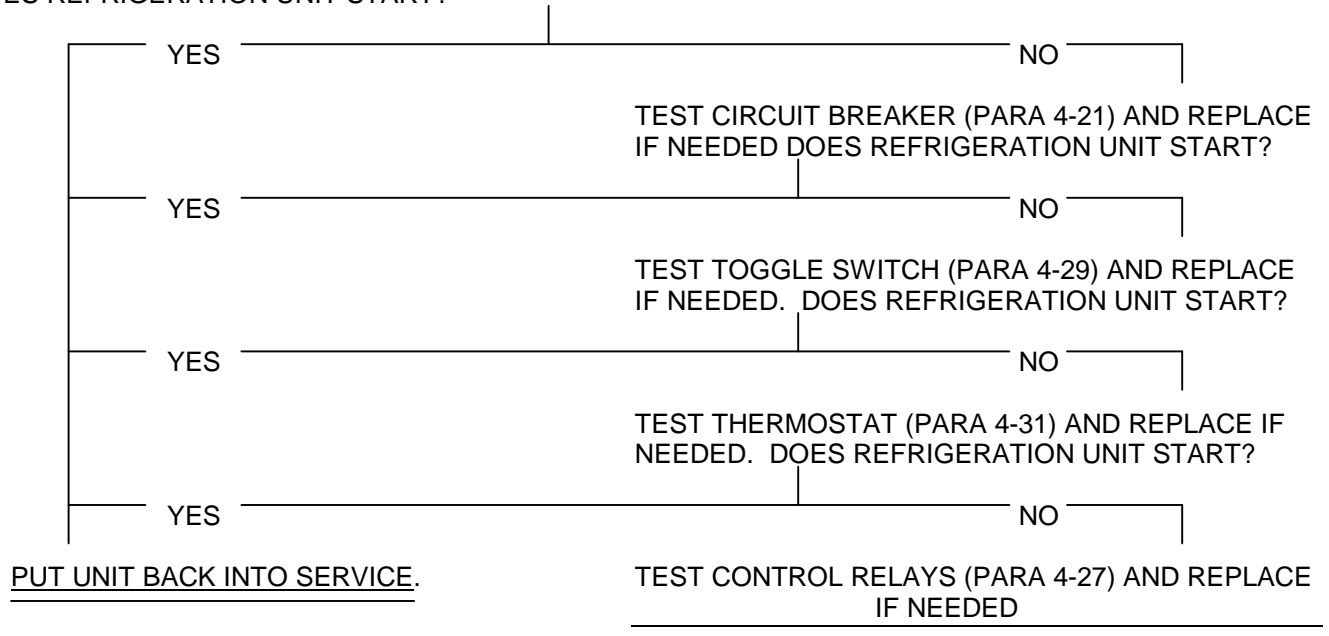 REFRIGERATION UNIT START?
YES NO
TEST CIRCUIT BREAKER (PARA 4-21) AND REPLACE
IF NEEDED DOES REFRIGERATION UNIT START?
YES NO
TEST TOGGLE SWITCH (PARA 4-29) AND REPLACE
IF NEEDED. DOES REFRIGERATION UNIT START?
YES NO
TEST THERMOSTAT (PARA 4-31) AND REPLACE IF
NEEDED. DOES REFRIGERATION UNIT START?
YES NO
PUT UNIT BACK INTO SERVICE. TEST CONTROL RELAYS (PARA 4-27) AND REPLACE
IF NEEDED